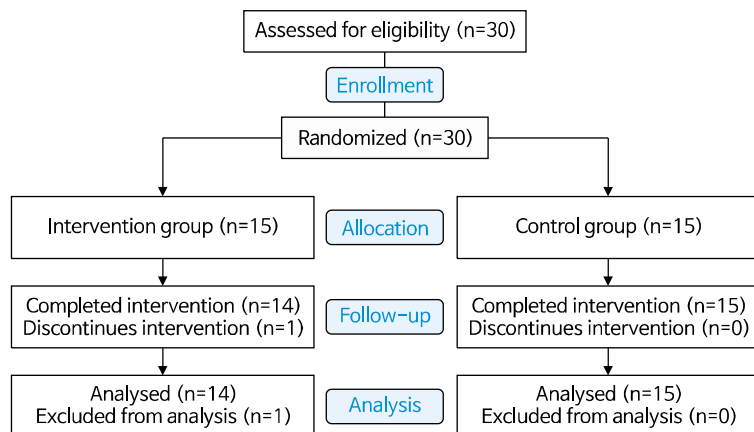 Assessed for eligibility (n=30)
Enrollment
Randomized (n=30)
Intervention group (n=15)
Allocation
Control group (n=15)
Completed intervention (n=14)
Discontinues intervention (n=1)
Follow-up
Completed intervention (n=15)
Discontinues intervention (n=0)
Analysed (n=14)
Excluded from analysis (n=1)
Analysis
Analysed (n=15)
Excluded from analysis (n=0)